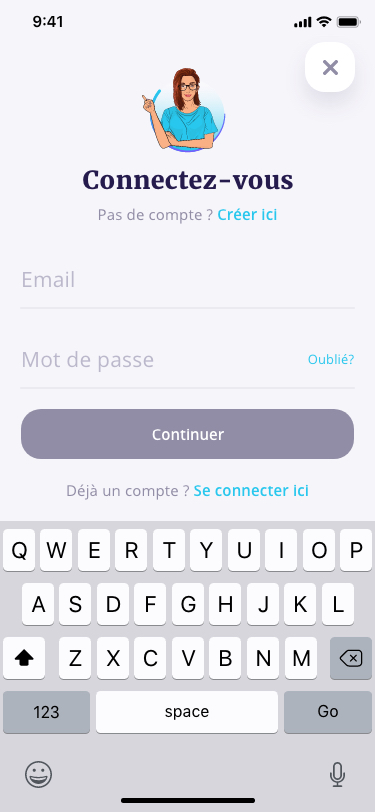 9:41
Connectez-vous
Pas de compte ? Créer ici
Email
Mot de passe Oublié?
Continuer
Déjà un compte ? Se connecter ici
Q W E R T Y U I O P
A S D F G H J K L
Z X C V B N M
123 space Go